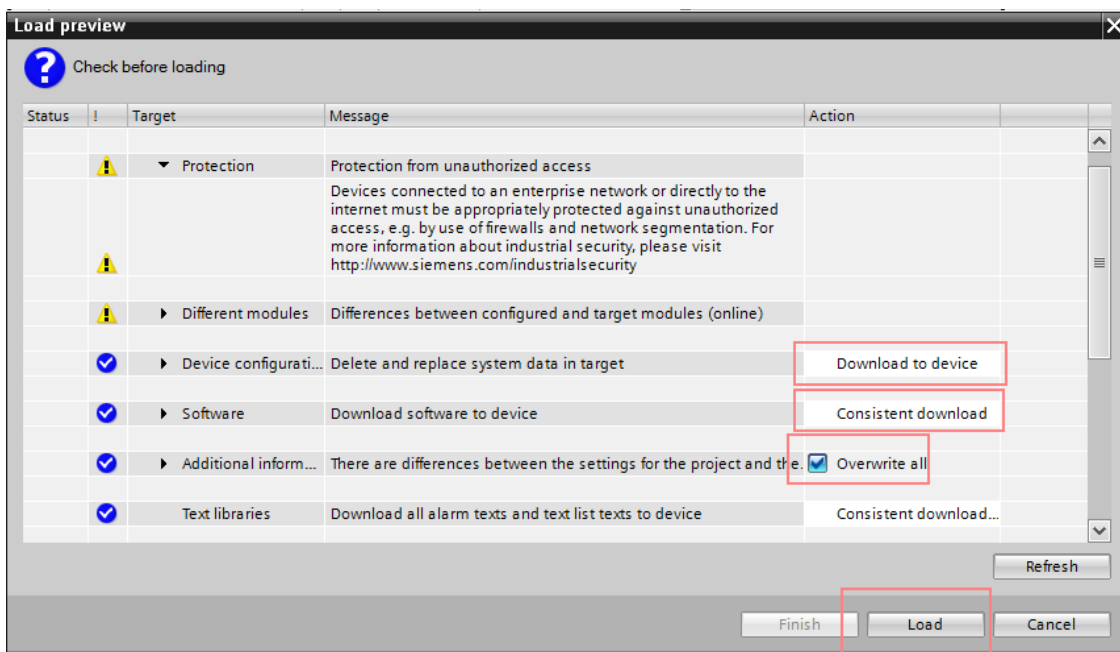 Load preview
Check before loading
Status ! Target Message Action
Protection Protection from unauthorized access
Devices connected to an enterprise network or directly to the
internet must be appropriately protected against unauthorized
access, e.g. by use of firewalls and network segmentation. For
more information about industrial security, please visit
http://www.siemens.com/industrialsecurity
Different modules Differences between configured and target modules (online)
Device configurati... Delete and replace system data in target Download to device
Software Download software to device Consistent download
Additional inform... There are differences between the settings for the project and the. Overwrite all
Text libraries Download all alarm texts and text list texts to device Consistent download...
Refresh
Finish Load Cancel